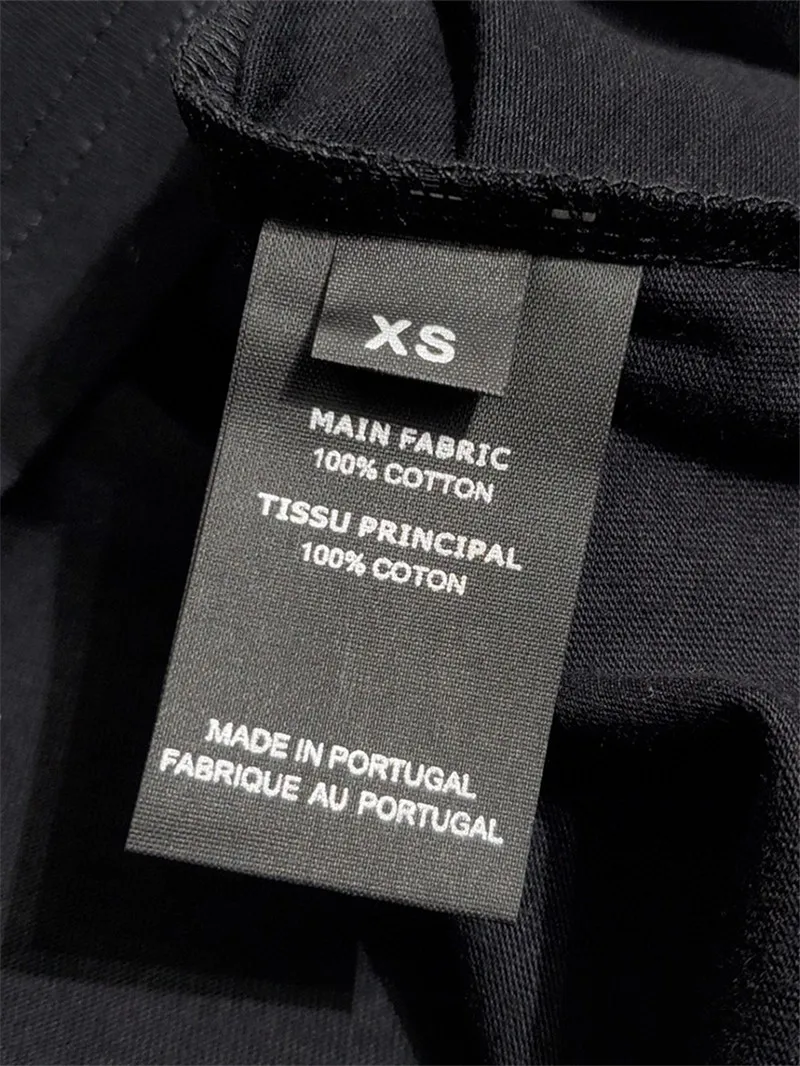 XS
MAIN FABRIC
100% COTTON
TISSU PRINCIPAL
100% COTON
MADE IN PORTUGAL
FABRIQUE AU PORTUGAL